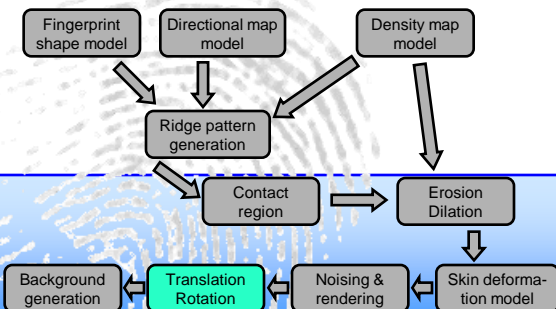 Fingerprint
shape model
Directional map
model
Density map
model
Ridge pattern
generation
Contact
region
Erosion
Dilation
Background
generation
Translation
Rotation
Noising &
rendering
Skin deforma-
tion model